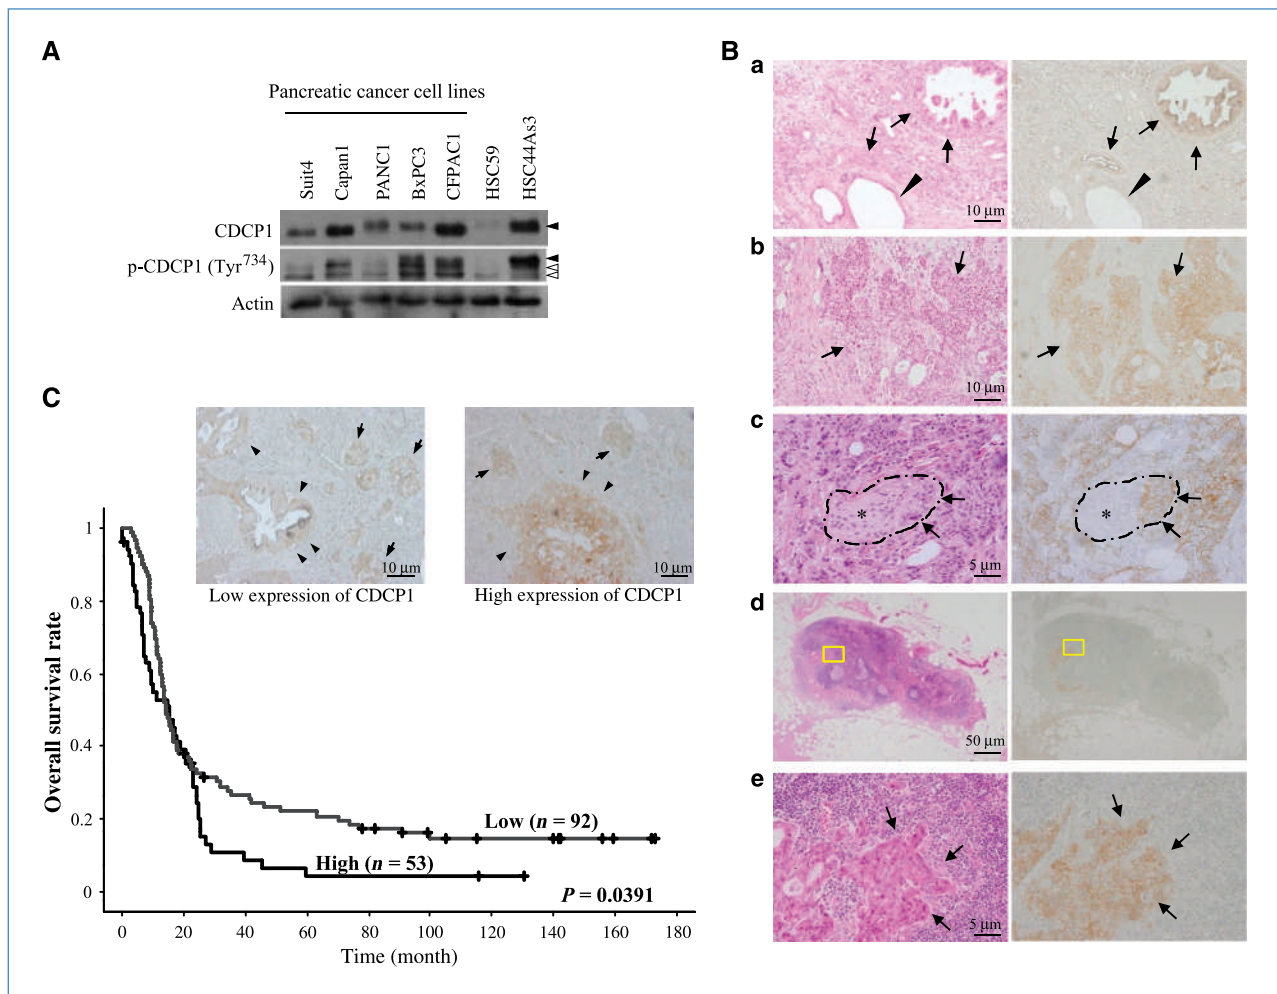 A
Pancreatic cancer cell lines
Suit4
Capan1
PANC1
BxPC3
CFPAC1
HSC59
HSC44As3
CDCP1
p-CDCP1 (Tyr734)
Actin
B
a
10 μm
b
10 μm
c
*
*
5 μm
d
50 μm
e
5 μm
C
10 μm
10 μm
Low expression of CDCP1
High expression of CDCP1
Overall survival rate
1
0.8
0.6
0.4
0.2
0
Low (n = 92)
High (n = 53)
P = 0.0391
0 20 40 60 80 100 120 140 160 180
Time (month)